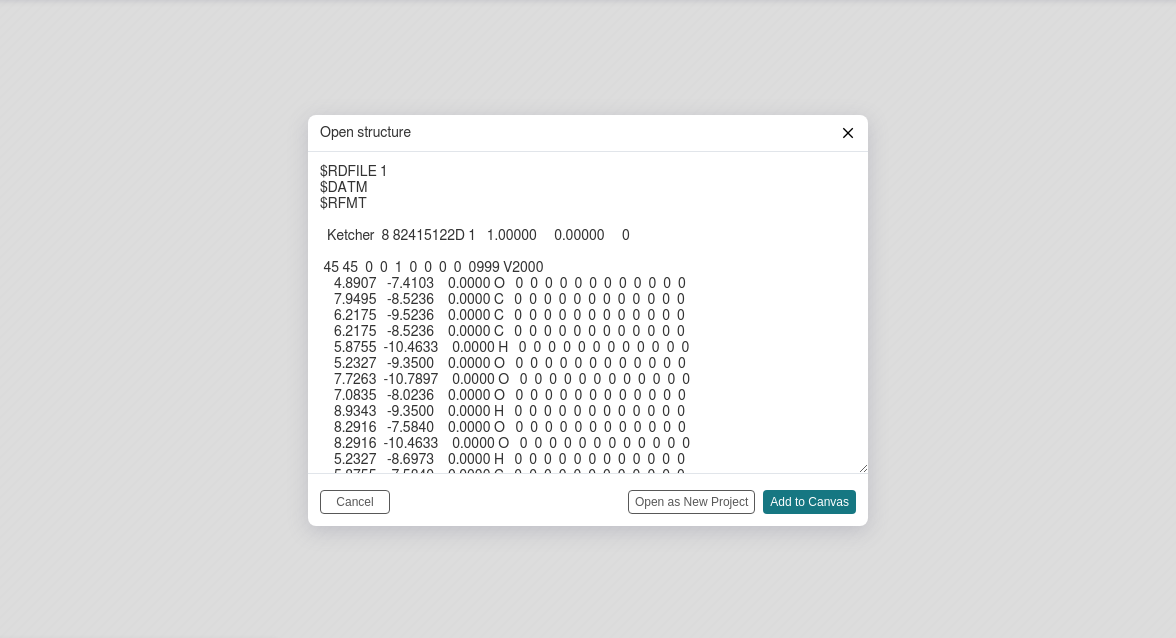 Open structure
$RDFILE 1
$DATM
$RFMT
Ketcher  8 82415122D 1   1.00000     0.00000     0
45 45  0  0  1  0  0  0  0  0999 V2000
4.8907   -7.4103    0.0000 O   0  0  0  0  0  0  0  0  0  0  0  0
7.9495   -8.5236    0.0000 C   0  0  0  0  0  0  0  0  0  0  0  0
6.2175   -9.5236    0.0000 C   0  0  0  0  0  0  0  0  0  0  0  0
6.2175   -8.5236    0.0000 C   0  0  0  0  0  0  0  0  0  0  0  0
5.8755  -10.4633    0.0000 H   0  0  0  0  0  0  0  0  0  0  0  0
5.2327   -9.3500    0.0000 O   0  0  0  0  0  0  0  0  0  0  0  0
7.7263  -10.7897    0.0000 O   0  0  0  0  0  0  0  0  0  0  0  0
7.0835   -8.0236    0.0000 O   0  0  0  0  0  0  0  0  0  0  0  0
8.9343   -9.3500    0.0000 H   0  0  0  0  0  0  0  0  0  0  0  0
8.2916   -7.5840    0.0000 O   0  0  0  0  0  0  0  0  0  0  0  0
8.2916  -10.4633    0.0000 O   0  0  0  0  0  0  0  0  0  0  0  0
5.2327   -8.6973    0.0000 H   0  0  0  0  0  0  0  0  0  0  0  0
Cancel
Open as New Project
Add to Canvas